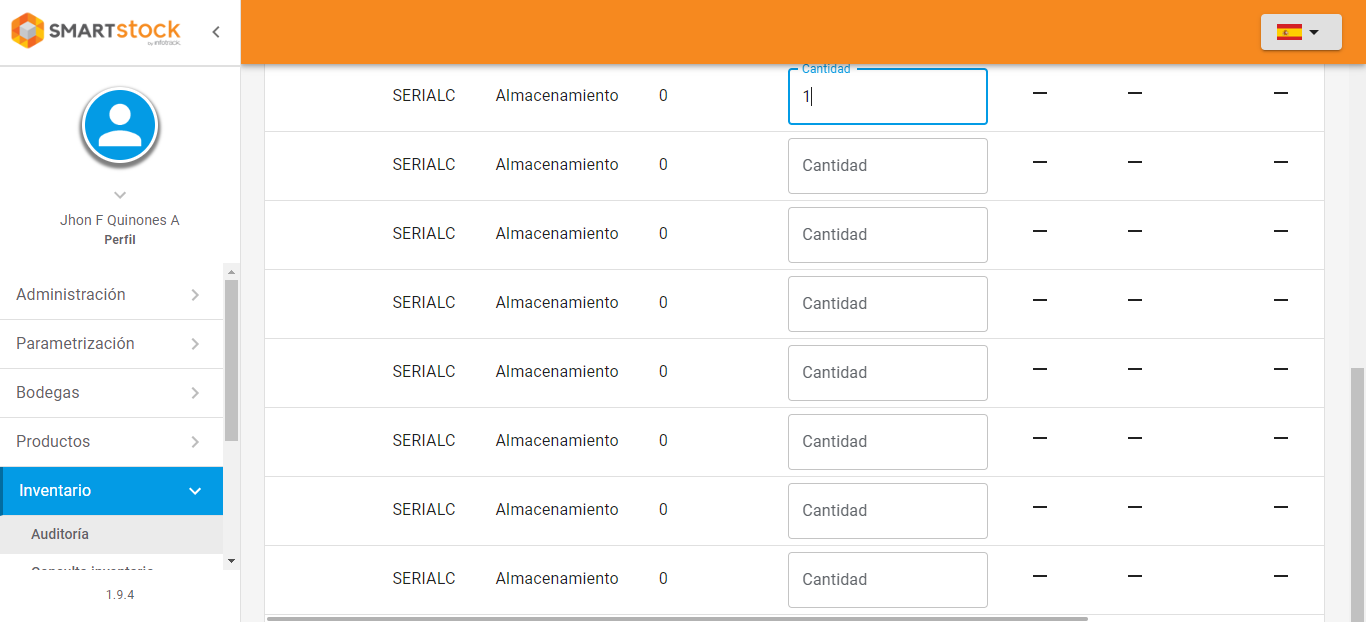 SMARTstock
by infotrack.
Jhon F Quinones A
Perfil
Administración
Parametrización
Bodegas
Productos
Inventario
Auditoría
Consulta inventario
1.9.4
Cantidad
SERIALC Almacenamiento 0 1 — — —
SERIALC Almacenamiento 0 Cantidad — — —
SERIALC Almacenamiento 0 Cantidad — — —
SERIALC Almacenamiento 0 Cantidad — — —
SERIALC Almacenamiento 0 Cantidad — — —
SERIALC Almacenamiento 0 Cantidad — — —
SERIALC Almacenamiento 0 Cantidad — — —
SERIALC Almacenamiento 0 Cantidad — — —